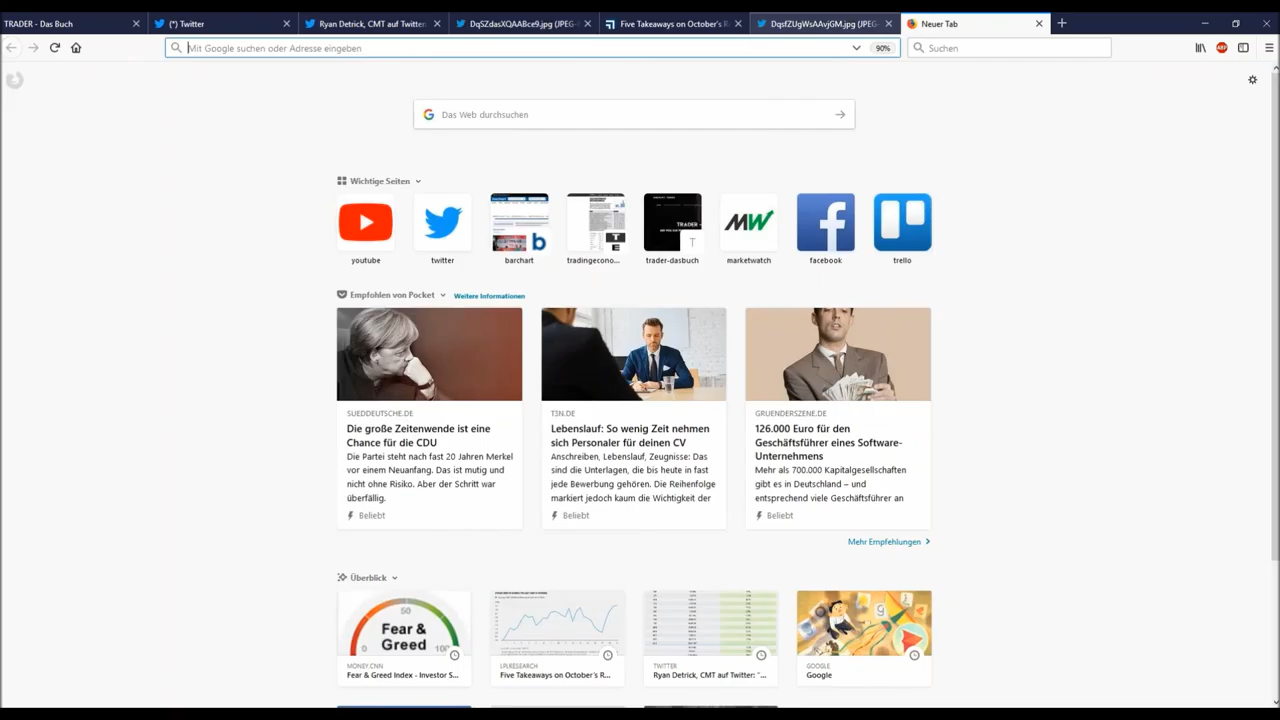 TRADER - Das Buch
(*) Twitter
Ryan Detrick, CMT auf Twitter:
DqSZdasXQAABce9.jpg (JPEG-
Five Takeaways on October's R
DqsfZUgWsAAvjGM.jpg (JPEG-
Neuer Tab
Mit Google suchen oder Adresse eingeben
90%
Suchen
ABP
Das Web durchsuchen
Wichtige Seiten
TRADER
b
T
MW
youtube
twitter
barchart
tradingecono...
trader-dasbuch
marketwatch
facebook
trello
Empfohlen von Pocket
Weitere Informationen
SUEDDEUTSCHE.DE
Die große Zeitenwende ist eine
Chance für die CDU
Die Partei steht nach fast 20 Jahren Merkel
vor einem Neuanfang. Das ist mutig und
nicht ohne Risiko. Aber der Schritt war
überfällig.
Beliebt
T3N.DE
Lebenslauf: So wenig Zeit nehmen
sich Personaler für deinen CV
Anschreiben, Lebenslauf, Zeugnisse: Das
sind die Unterlagen, die bis heute in fast
jede Bewerbung gehören. Die Reihenfolge
markiert jedoch kaum die Wichtigkeit der
Beliebt
GRUENDERSZENE.DE
126.000 Euro für den
Geschäftsführer eines Software-
Unternehmens
Mehr als 700.000 Kapitalgesellschaften
gibt es in Deutschland – und
entsprechend viele Geschäftsführer an
Beliebt
Mehr Empfehlungen
Überblick
50
Fear &
Greed
0
100
MONEY.CNN
Fear & Greed Index - Investor S...
LPLRESEARCH
Five Takeaways on October's R...
TWITTER
Ryan Detrick, CMT auf Twitter: "...
GOOGLE
Google